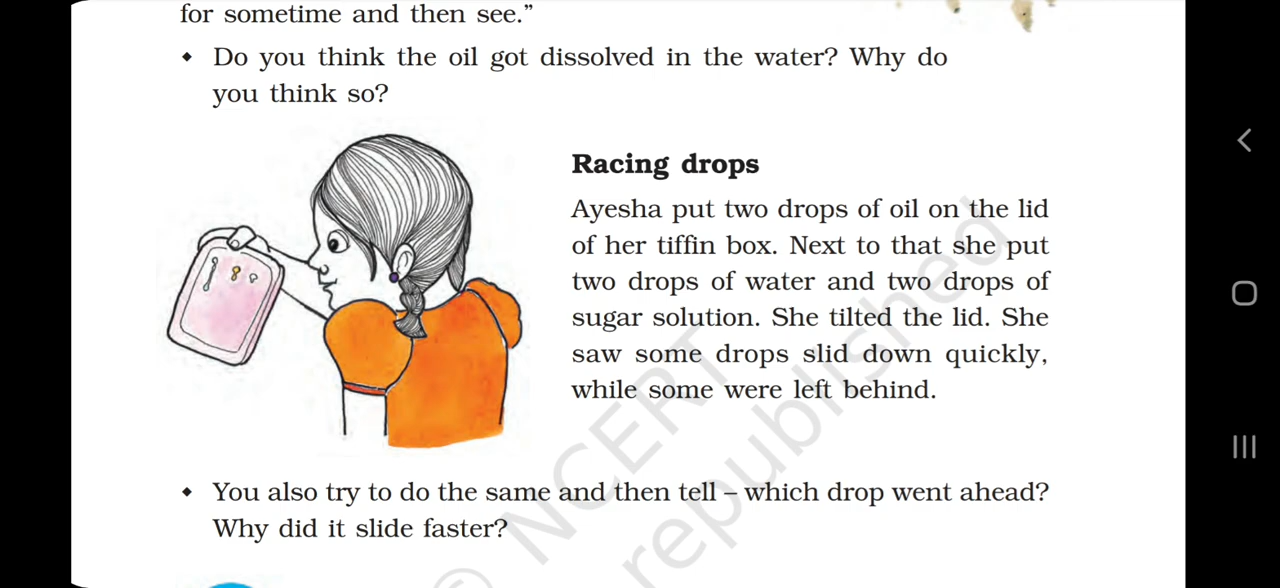 for sometime and then see.”
• Do you think the oil got dissolved in the water? Why do
you think so?
Racing drops
Ayesha put two drops of oil on the lid
of her tiffin box. Next to that she put
two drops of water and two drops of
sugar solution. She tilted the lid. She
saw some drops slid down quickly,
while some were left behind.
• You also try to do the same and then tell – which drop went ahead?
Why did it slide faster?
© NCERT
republished